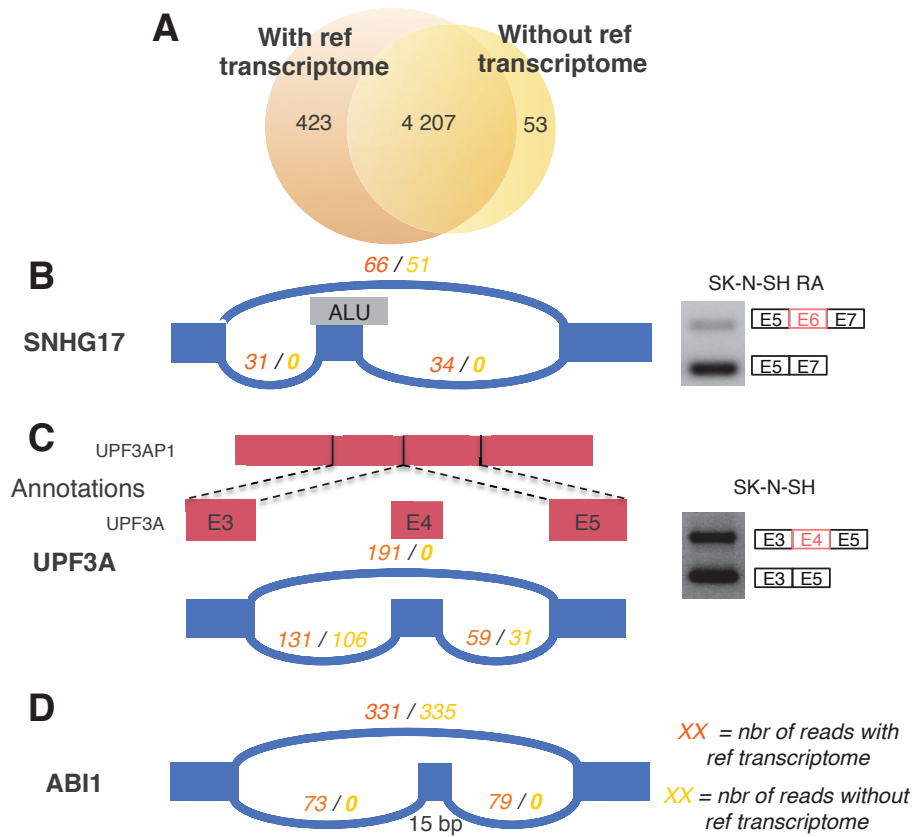 A
With ref
transcriptome
Without ref
transcriptome
423
4 207
53
B
SNHG17
66 / 51
ALU
31 / 0
34 / 0
SK-N-SH RA
E5 E6 E7
E5 E7
C
UPF3AP1
Annotations
UPF3A
E3
E4
E5
UPF3A
191 / 0
131 / 106
59 / 31
SK-N-SH
E3 E4 E5
E3 E5
D
ABI1
331 / 335
73 / 0
79 / 0
15 bp
XX = nbr of reads with
ref transcriptome
XX = nbr of reads without
ref transcriptome